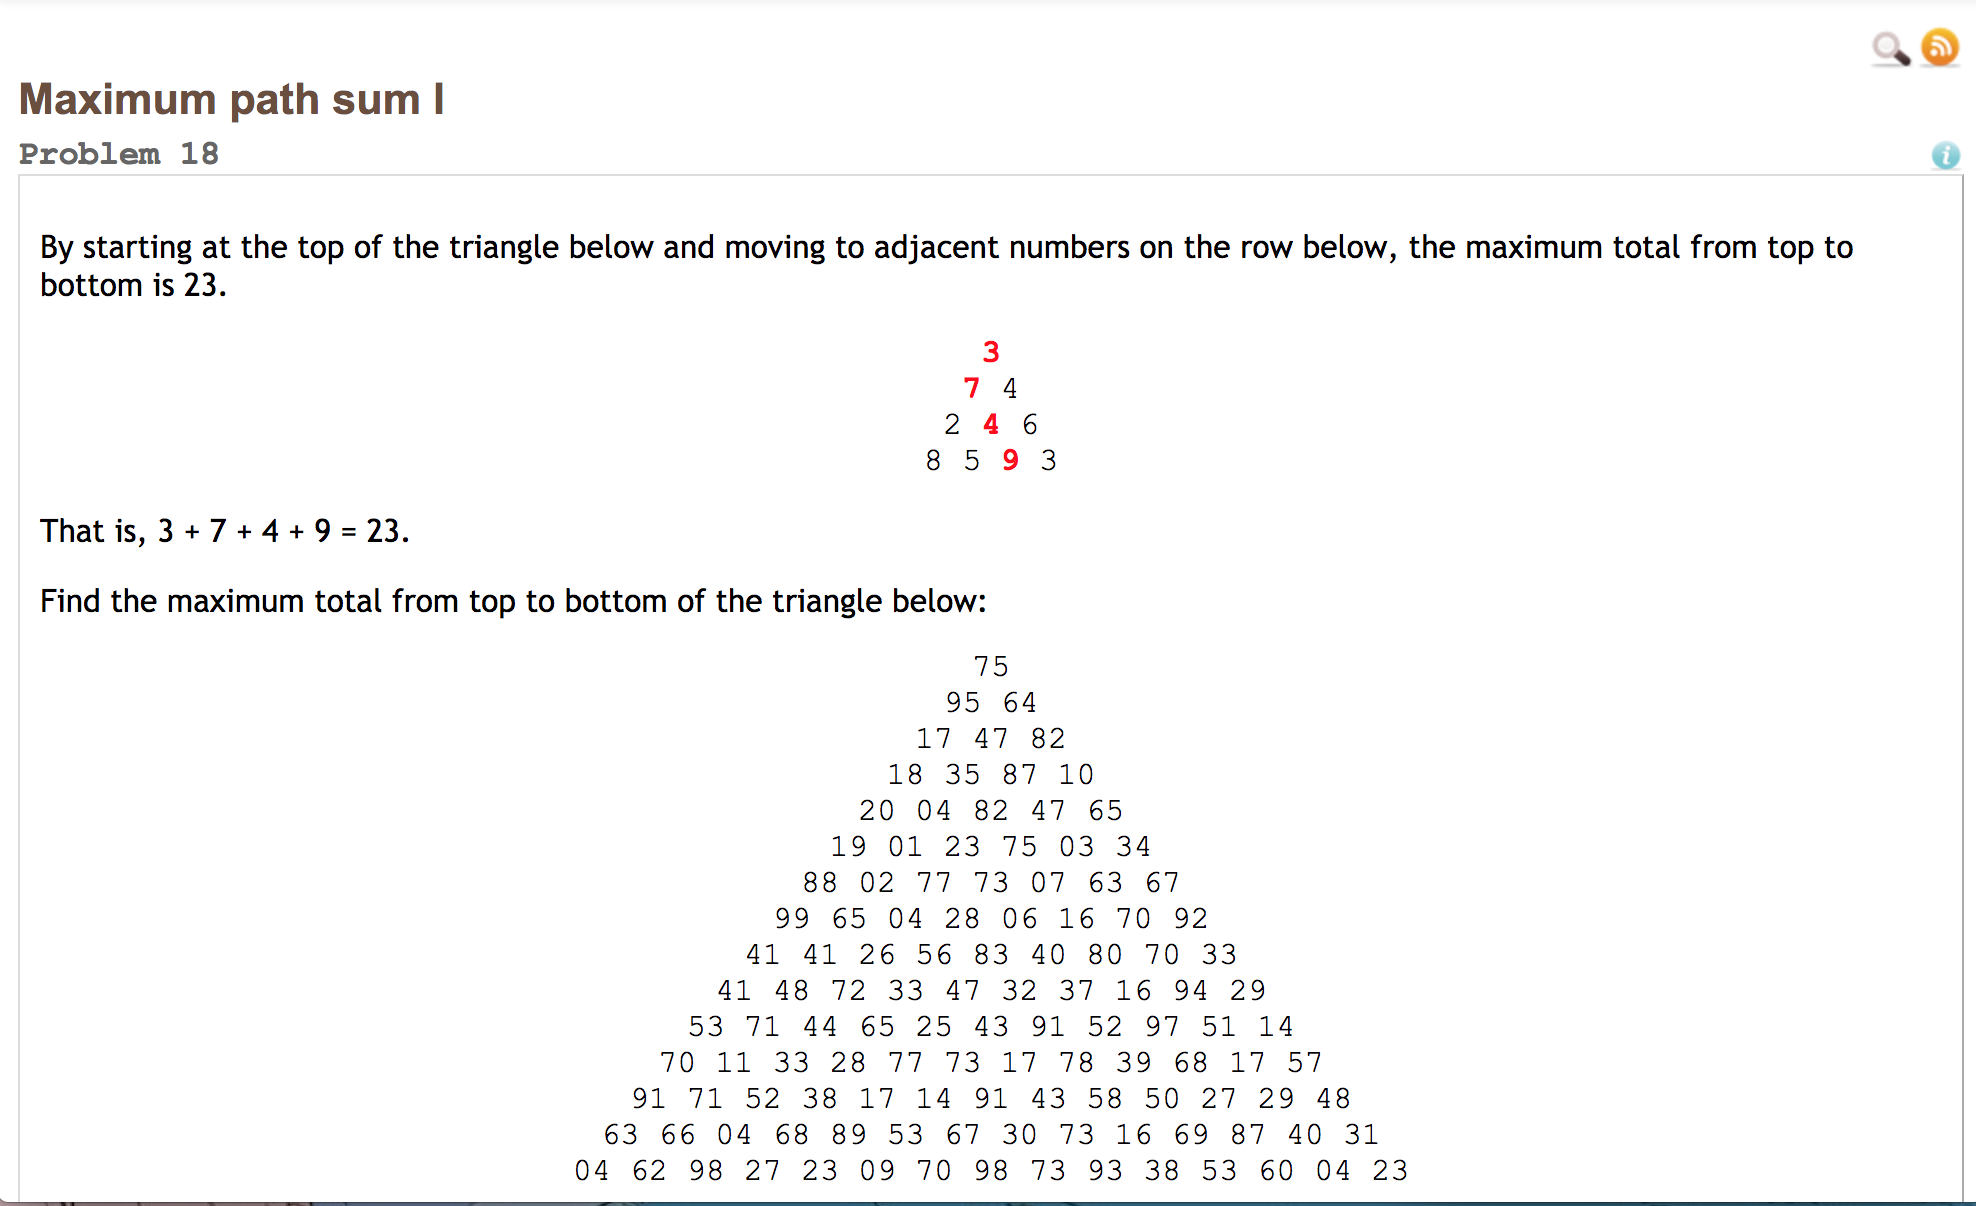 Maximum path sum I
Problem 18
By starting at the top of the triangle below and moving to adjacent numbers on the row below, the maximum total from top to
bottom is 23.
3
7 4
2 4 6
8 5 9 3
That is, 3 + 7 + 4 + 9 = 23.
Find the maximum total from top to bottom of the triangle below:
75
95 64
17 47 82
18 35 87 10
20 04 82 47 65
19 01 23 75 03 34
88 02 77 73 07 63 67
99 65 04 28 06 16 70 92
41 41 26 56 83 40 80 70 33
41 48 72 33 47 32 37 16 94 29
53 71 44 65 25 43 91 52 97 51 14
70 11 33 28 77 73 17 78 39 68 17 57
91 71 52 38 17 14 91 43 58 50 27 29 48
63 66 04 68 89 53 67 30 73 16 69 87 40 31
04 62 98 27 23 09 70 98 73 93 38 53 60 04 23